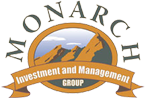 MONARCH
Investment and Management
GROUP